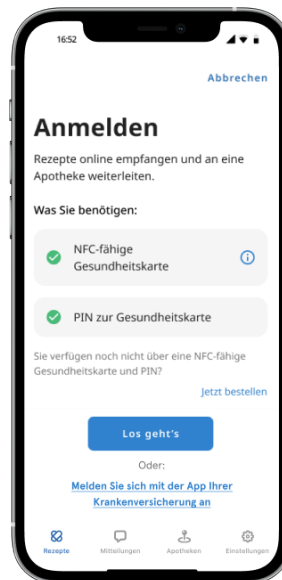 16:52
Abbrechen
Anmelden
Rezepte online empfangen und an eine
Apotheke weiterleiten.
Was Sie benötigen:
NFC-fähige
Gesundheitskarte
PIN zur Gesundheitskarte
Sie verfügen noch nicht über eine NFC-fähige
Gesundheitskarte und PIN?
Jetzt bestellen
Los geht's
Oder:
Melden Sie sich mit der App Ihrer
Krankenversicherung an
Rezepte Mitteilungen Apotheken Einstellungen